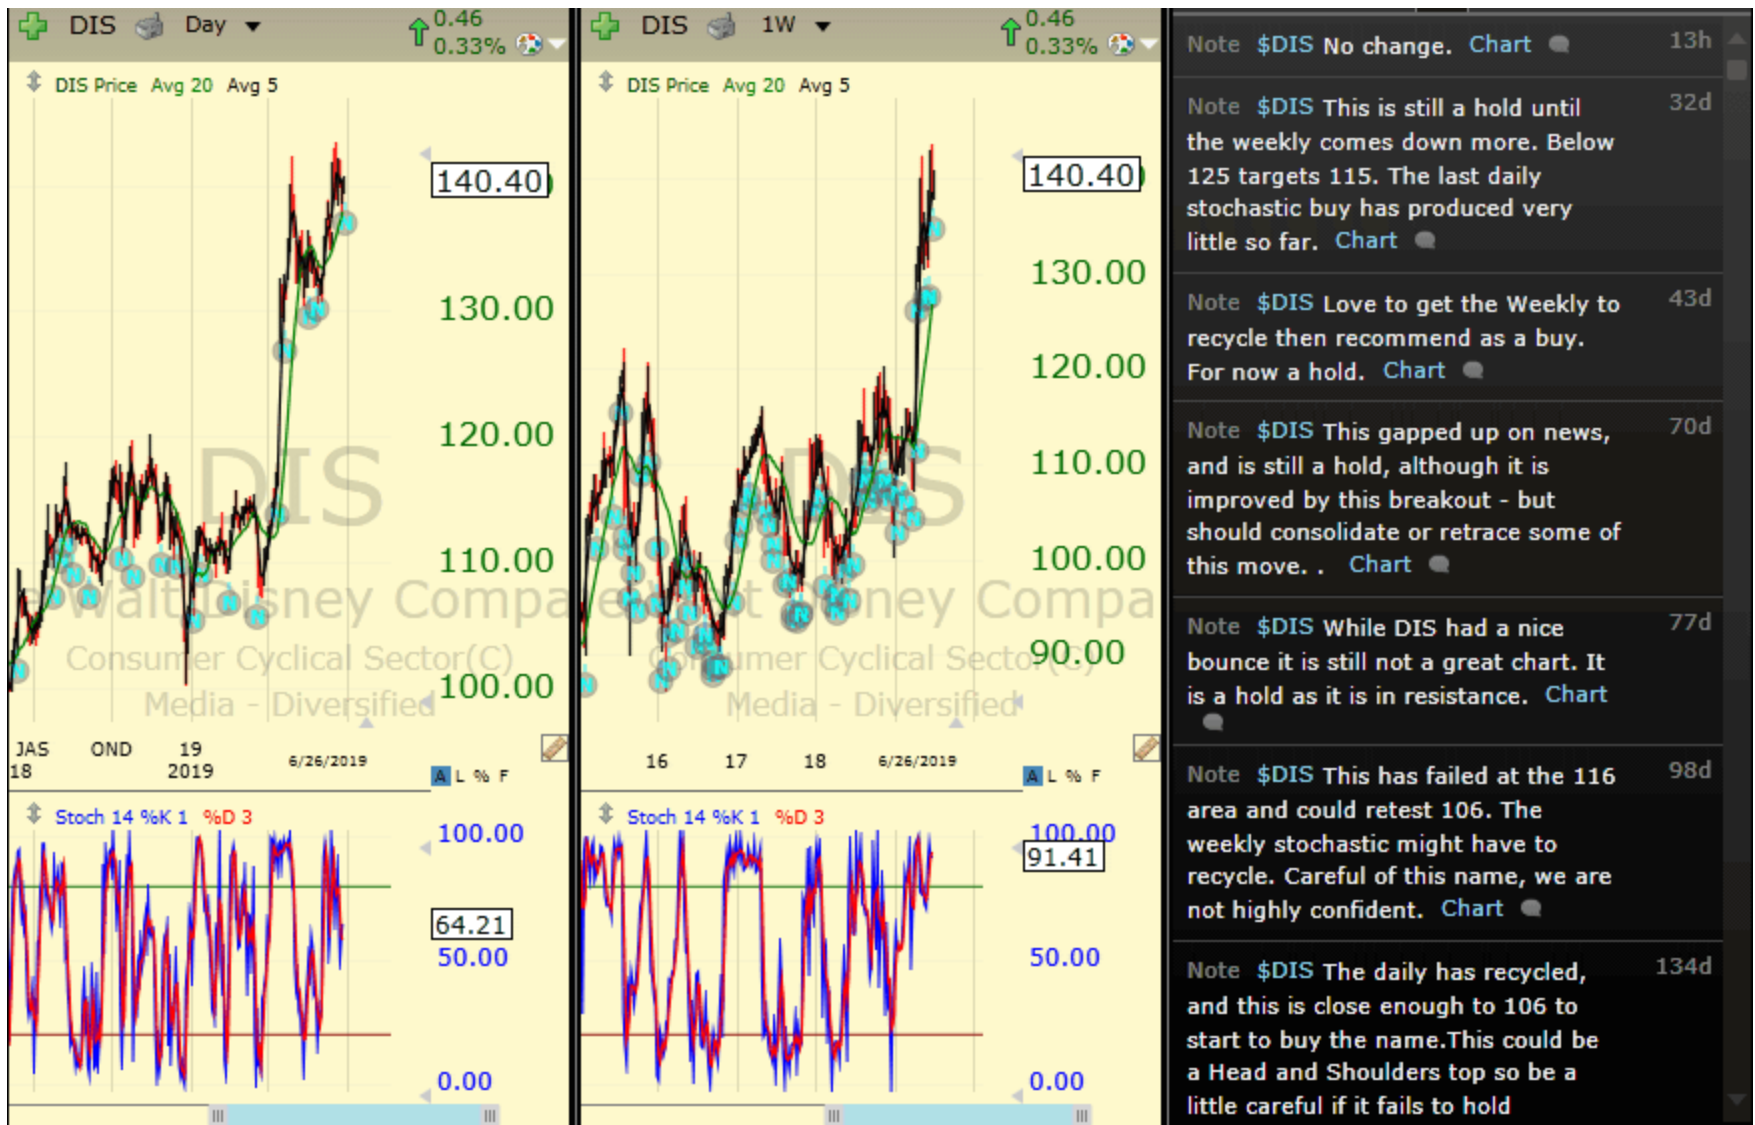 DIS Day 0.46
0.33%
DIS Price Avg 20 Avg 5
140.40
130.00
120.00
110.00
100.00
DIS
e Walt Disney Compa
Consumer Cyclical Sector(C)
Media - Diversified
JAS OND 19
18 2019 6/26/2019
A L % F
Stoch 14 %K 1 %D 3
100.00
64.21
50.00
0.00
DIS 1W 0.46
0.33%
DIS Price Avg 20 Avg 5
140.40
130.00
120.00
110.00
100.00
90.00
DIS
e Walt Disney Compa
Consumer Cyclical Sector(C)
Media - Diversified
16 17 18 6/26/2019
A L % F
Stoch 14 %K 1 %D 3
100.00
91.41
50.00
0.00
Note $DIS No change. Chart 13h
Note $DIS This is still a hold until 32d
the weekly comes down more. Below
125 targets 115. The last daily
stochastic buy has produced very
little so far. Chart
Note $DIS Love to get the Weekly to 43d
recycle then recommend as a buy.
For now a hold. Chart
Note $DIS This gapped up on news, 70d
and is still a hold, although it is
improved by this breakout - but
should consolidate or retrace some of
this move. . Chart
Note $DIS While DIS had a nice 77d
bounce it is still not a great chart. It
is a hold as it is in resistance. Chart
Note $DIS This has failed at the 116 98d
area and could retest 106. The
weekly stochastic might have to
recycle. Careful of this name, we are
not highly confident. Chart
Note $DIS The daily has recycled, 134d
and this is close enough to 106 to
start to buy the name.This could be
a Head and Shoulders top so be a
little careful if it fails to hold